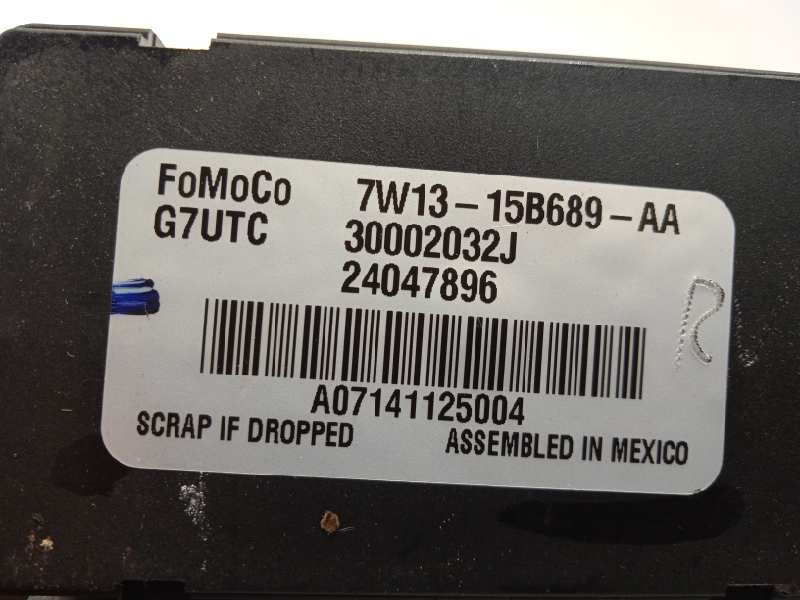 FoMoCo 7W13-15B689-AA
G7UTC 30002032J
24047896
A07141125004
SCRAP IF DROPPED ASSEMBLED IN MEXICO
R